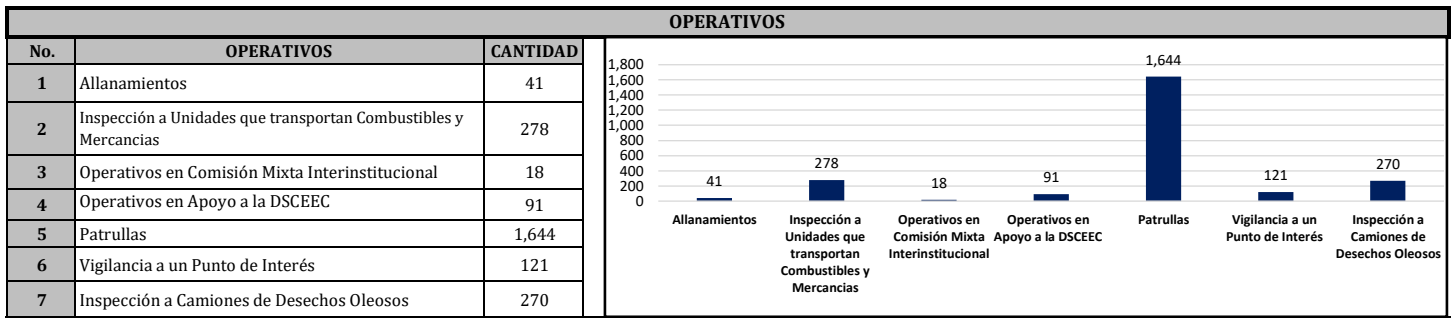 OPERATIVOS
No. OPERATIVOS CANTIDAD
1 Allanamientos 41
2 Inspección a Unidades que transportan Combustibles y
Mercancias 278
3 Operativos en Comisión Mixta Interinstitucional 18
4 Operativos en Apoyo a la DSCEEC 91
5 Patrullas 1,644
6 Vigilancia a un Punto de Interés 121
7 Inspección a Camiones de Desechos Oleosos 270
1,800
1,600
1,400
1,200
1,000
800
600
400
200
0
41 278 18 91 1,644 121 270
Allanamientos
Inspección a
Unidades que
transportan
Combustibles y
Mercancias
Operativos en
Comisión Mixta
Interinstitucional
Operativos en
Apoyo a la DSCEEC
Patrullas
Vigilancia a un
Punto de Interés
Inspección a
Camiones de
Desechos Oleosos